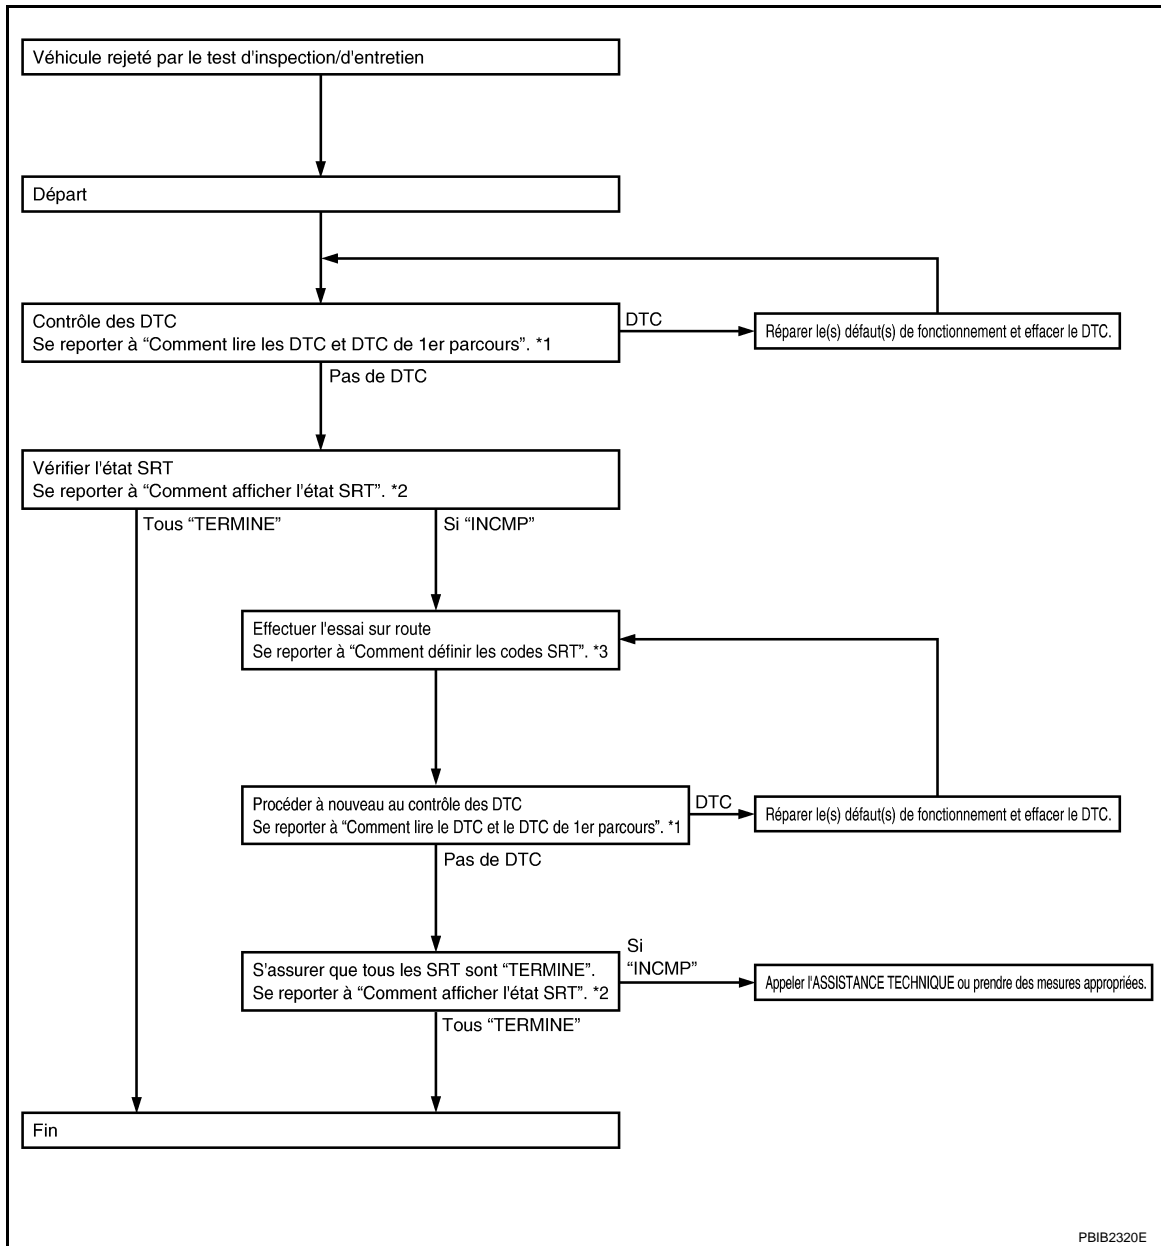 Véhicule rejeté par le test d'inspection/d'entretien
Départ
Contrôle des DTC
Se reporter à “Comment lire les DTC et DTC de 1er parcours”. *1
DTC
Réparer le(s) défaut(s) de fonctionnement et effacer le DTC.
Pas de DTC
Vérifier l'état SRT
Se reporter à “Comment afficher l'état SRT”. *2
Tous “TERMINE”
Si “INCMP”
Effectuer l'essai sur route
Se reporter à “Comment définir les codes SRT”. *3
Procéder à nouveau au contrôle des DTC
Se reporter à “Comment lire le DTC et le DTC de 1er parcours”. *1
DTC
Réparer le(s) défaut(s) de fonctionnement et effacer le DTC.
Pas de DTC
S'assurer que tous les SRT sont “TERMINE”.
Se reporter à “Comment afficher l'état SRT”. *2
Si
“INCMP”
Appeler l'ASSISTANCE TECHNIQUE ou prendre des mesures appropriées.
Tous “TERMINE”
Fin
PBIB2320E